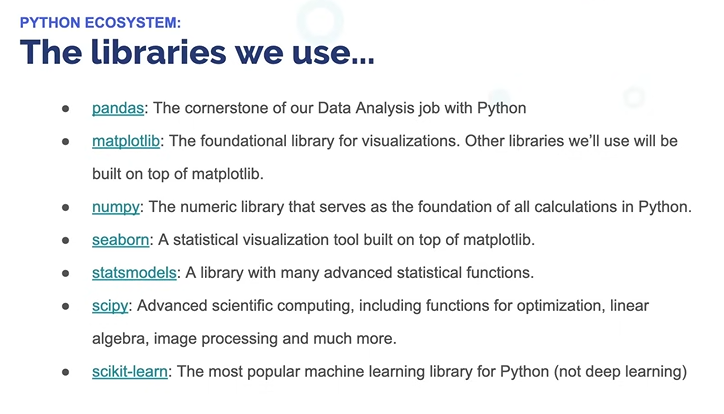 PYTHON ECOSYSTEM:
The libraries we use...
● pandas: The cornerstone of our Data Analysis job with Python
● matplotlib: The foundational library for visualizations. Other libraries we’ll use will be
built on top of matplotlib.
● numpy: The numeric library that serves as the foundation of all calculations in Python.
● seaborn: A statistical visualization tool built on top of matplotlib.
● statsmodels: A library with many advanced statistical functions.
● scipy: Advanced scientific computing, including functions for optimization, linear
algebra, image processing and much more.
● scikit-learn: The most popular machine learning library for Python (not deep learning)